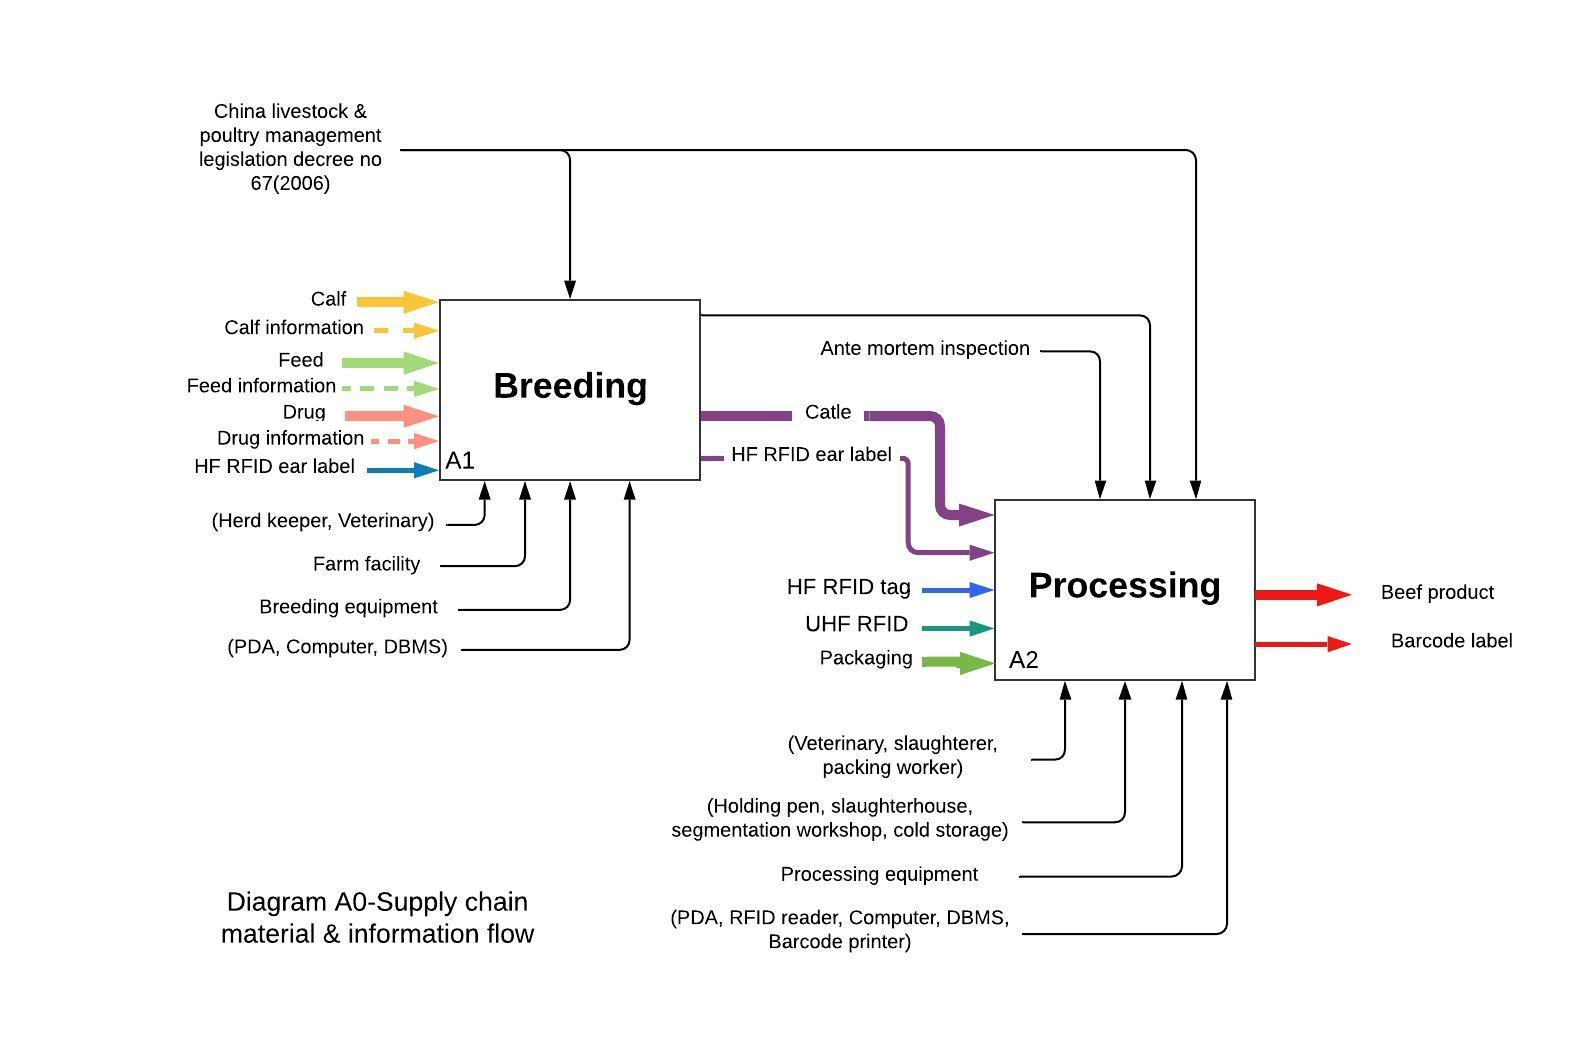 China livestock &
poultry management
legislation decree no
67(2006)
Calf
Calf information
Feed
Feed information
Drug
Drug information
HF RFID ear label
Breeding
A1
(Herd keeper, Veterinary)
Farm facility
Breeding equipment
(PDA, Computer, DBMS)
Ante mortem inspection
Catle
HF RFID ear label
HF RFID tag
UHF RFID
Packaging
Processing
A2
Beef product
Barcode label
(Veterinary, slaughterer,
packing worker)
(Holding pen, slaughterhouse,
segmentation workshop, cold storage)
Processing equipment
(PDA, RFID reader, Computer, DBMS,
Barcode printer)
Diagram A0-Supply chain
material & information flow